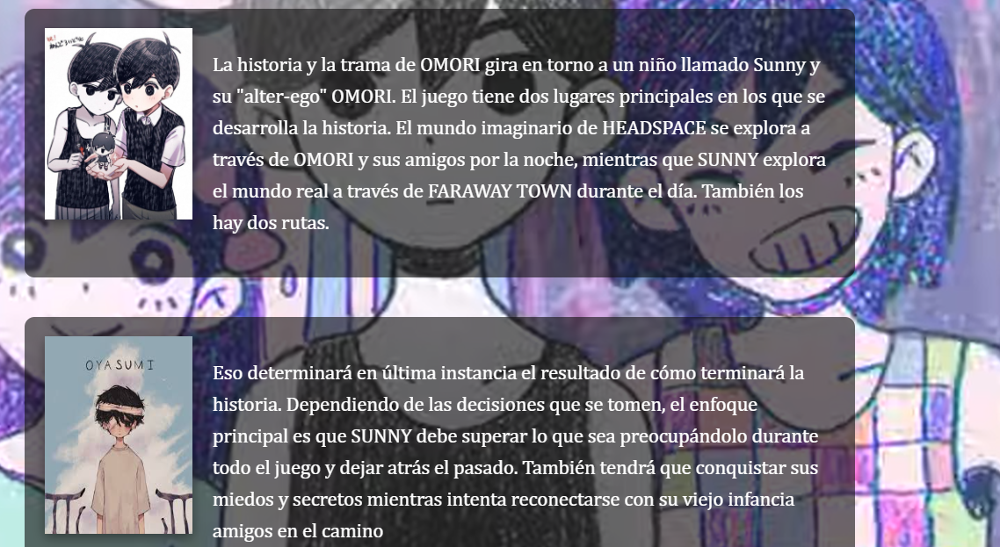 La historia y la trama de OMORI gira en torno a un niño llamado Sunny y
su "alter-ego" OMORI. El juego tiene dos lugares principales en los que se
desarrolla la historia. El mundo imaginario de HEADSPACE se explora a
través de OMORI y sus amigos por la noche, mientras que SUNNY explora
el mundo real a través de FARAWAY TOWN durante el día. También los
hay dos rutas.
OYASUMI
Eso determinará en última instancia el resultado de cómo terminará la
historia. Dependiendo de las decisiones que se tomen, el enfoque
principal es que SUNNY debe superar lo que sea preocupándolo durante
todo el juego y dejar atrás el pasado. También tendrá que conquistar sus
miedos y secretos mientras intenta reconectarse con su viejo infancia
amigos en el camino